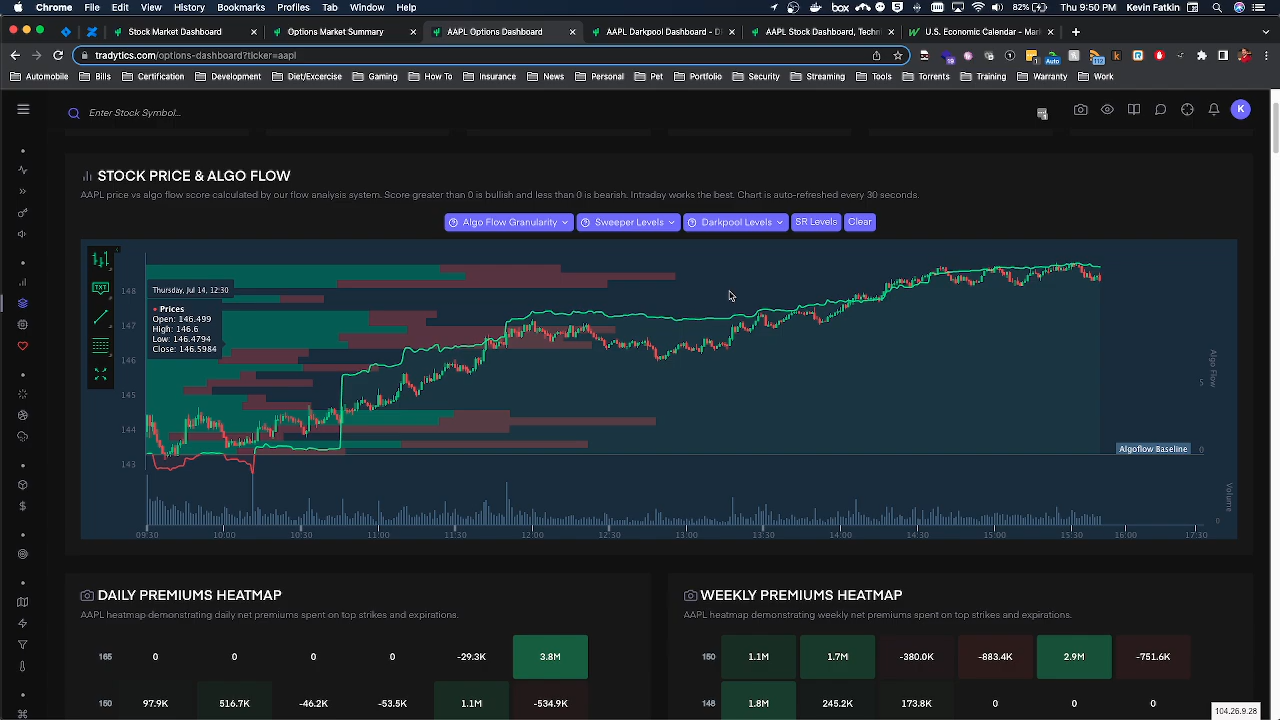 Chrome File Edit View History Bookmarks Profiles Tab Window Help 82% Thu 9:50 PM Kevin Fatkin
Stock Market Dashboard Options Market Summary AAPL Options Dashboard AAPL Darkpool Dashboard - D AAPL Stock Dashboard, Techn U.S. Economic Calendar - Mar
tradytics.com/options-dashboard?ticker=aapl
Automobile Bills Certification Development Diet/Exercise Gaming How To Insurance News Personal Pet Portfolio Security Streaming Tools Torrents Training Warranty Work
Enter Stock Symbol...
K
STOCK PRICE & ALGO FLOW
AAPL price vs algo flow score calculated by our flow analysis system. Score greater than 0 is bullish and less than 0 is bearish. Intraday works the best. Chart is auto-refreshed every 30 seconds.
Algo Flow Granularity Sweeper Levels Darkpool Levels SR Levels Clear
TXT
Thursday, Jul 14, 12:30
Prices
Open: 146.499
High: 146.6
Low: 146.4794
Close: 146.5984
148
147
146
145
144
143
Algo Flow
5
Algoflow Baseline 0
Volume
0
09:30 10:00 10:30 11:00 11:30 12:00 12:30 13:00 13:30 14:00 14:30 15:00 15:30 16:00 17:30
DAILY PREMIUMS HEATMAP
AAPL heatmap demonstrating daily net premiums spent on top strikes and expirations.
165 0 0 0 0 -29.3K 3.8M
150 97.9K 516.7K -46.2K -53.5K 1.1M -534.9K
WEEKLY PREMIUMS HEATMAP
AAPL heatmap demonstrating weekly net premiums spent on top strikes and expirations.
150 1.1M 1.7M -380.0K -883.4K 2.9M -751.6K
148 1.8M 245.2K 173.8K 0 0 0
104.26.9.28